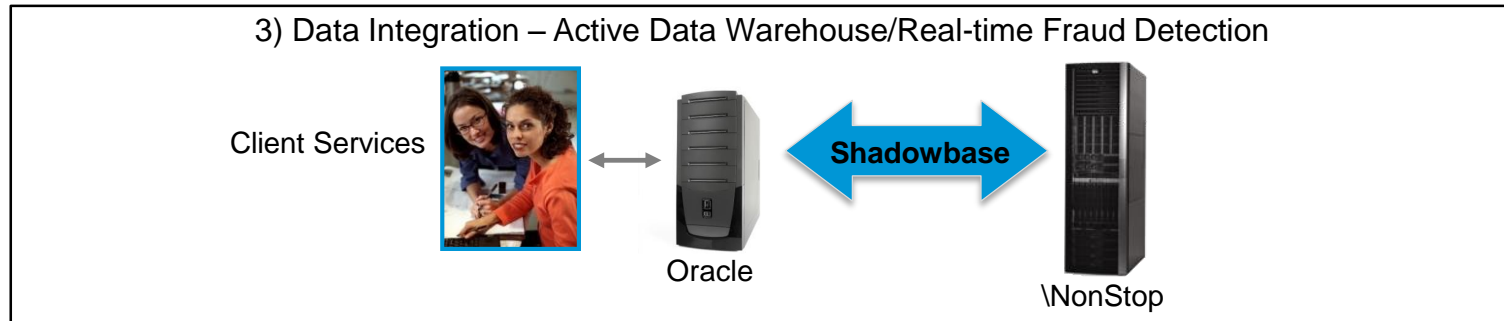 3) Data Integration – Active Data Warehouse/Real-time Fraud Detection
Client Services
Shadowbase
Oracle
\NonStop